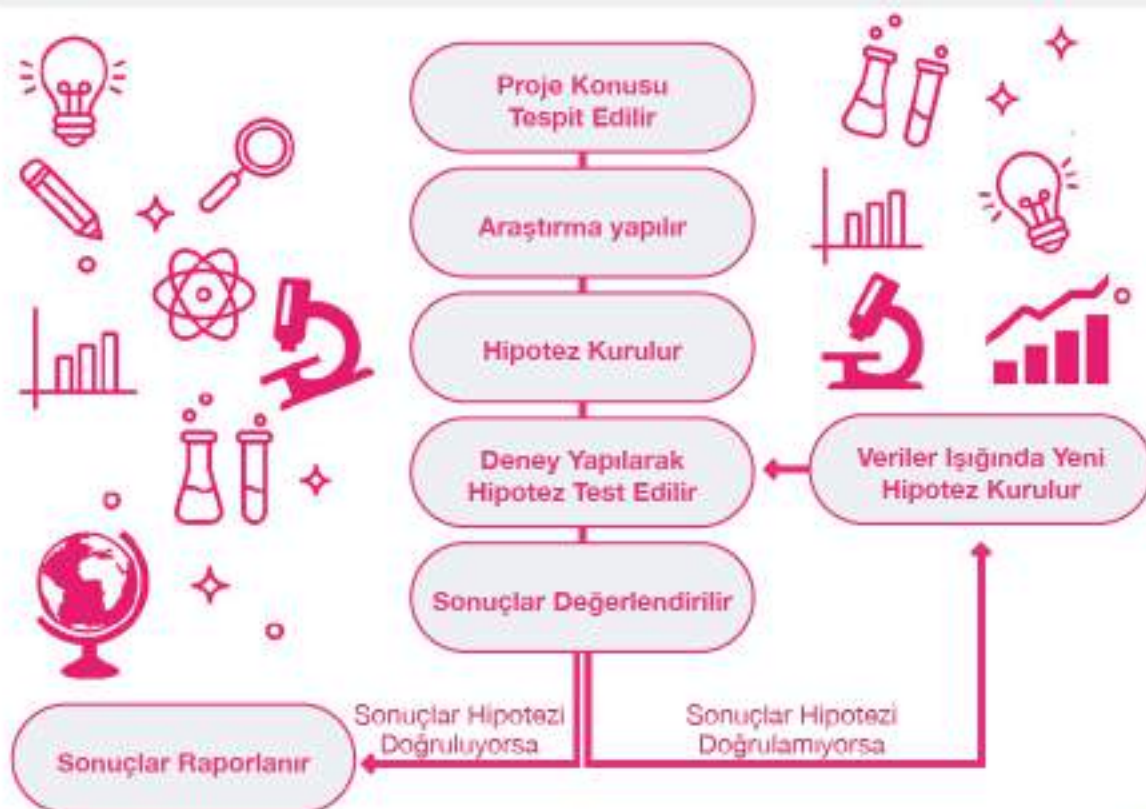 Proje Konusu
Tespit Edilir
Araştırma yapılır
Hipotez Kurulur
Deney Yapılarak
Hipotez Test Edilir
Veriler Işığında Yeni
Hipotez Kurulur
Sonuçlar Değerlendirilir
Sonuçlar Hipotezi
Doğruluyorsa
Sonuçlar Hipotezi
Doğrulamıyorsa
Sonuçlar Raporlanır